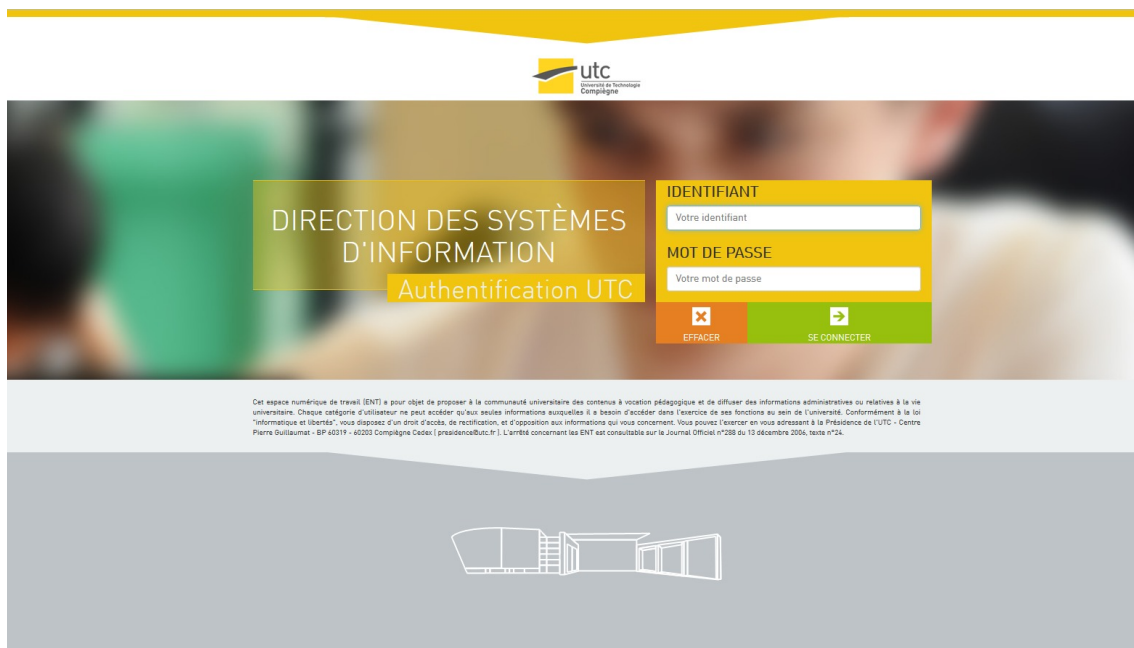 utc
Université de Technologie
Compiègne
DIRECTION DES SYSTÈMES
D'INFORMATION
Authentification UTC
IDENTIFIANT
Votre identifiant
MOT DE PASSE
Votre mot de passe
EFFACER
SE CONNECTER
Cet espace numérique de travail (ENT) a pour objet de proposer à la communauté universitaire des contenus à vocation pédagogique et de diffuser des informations administratives ou relatives à la vie
universitaire. Chaque catégorie d'utilisateur ne peut accéder qu'aux seules informations auxquelles il a besoin d'accéder dans l'exercice de ses fonctions au sein de l'université. Conformément à la loi
"informatique et libertés", vous disposez d'un droit d'accès, de rectification, et d'opposition aux informations qui vous concernent. Vous pouvez l'exercer en vous adressant à la Présidence de l'UTC - Centre
Pierre Guillaumat - BP 60319 - 60203 Compiègne Cedex ( presidence@utc.fr ). L'arrêté concernant les ENT est consultable sur le Journal Officiel n°288 du 13 décembre 2006, texte n°24.